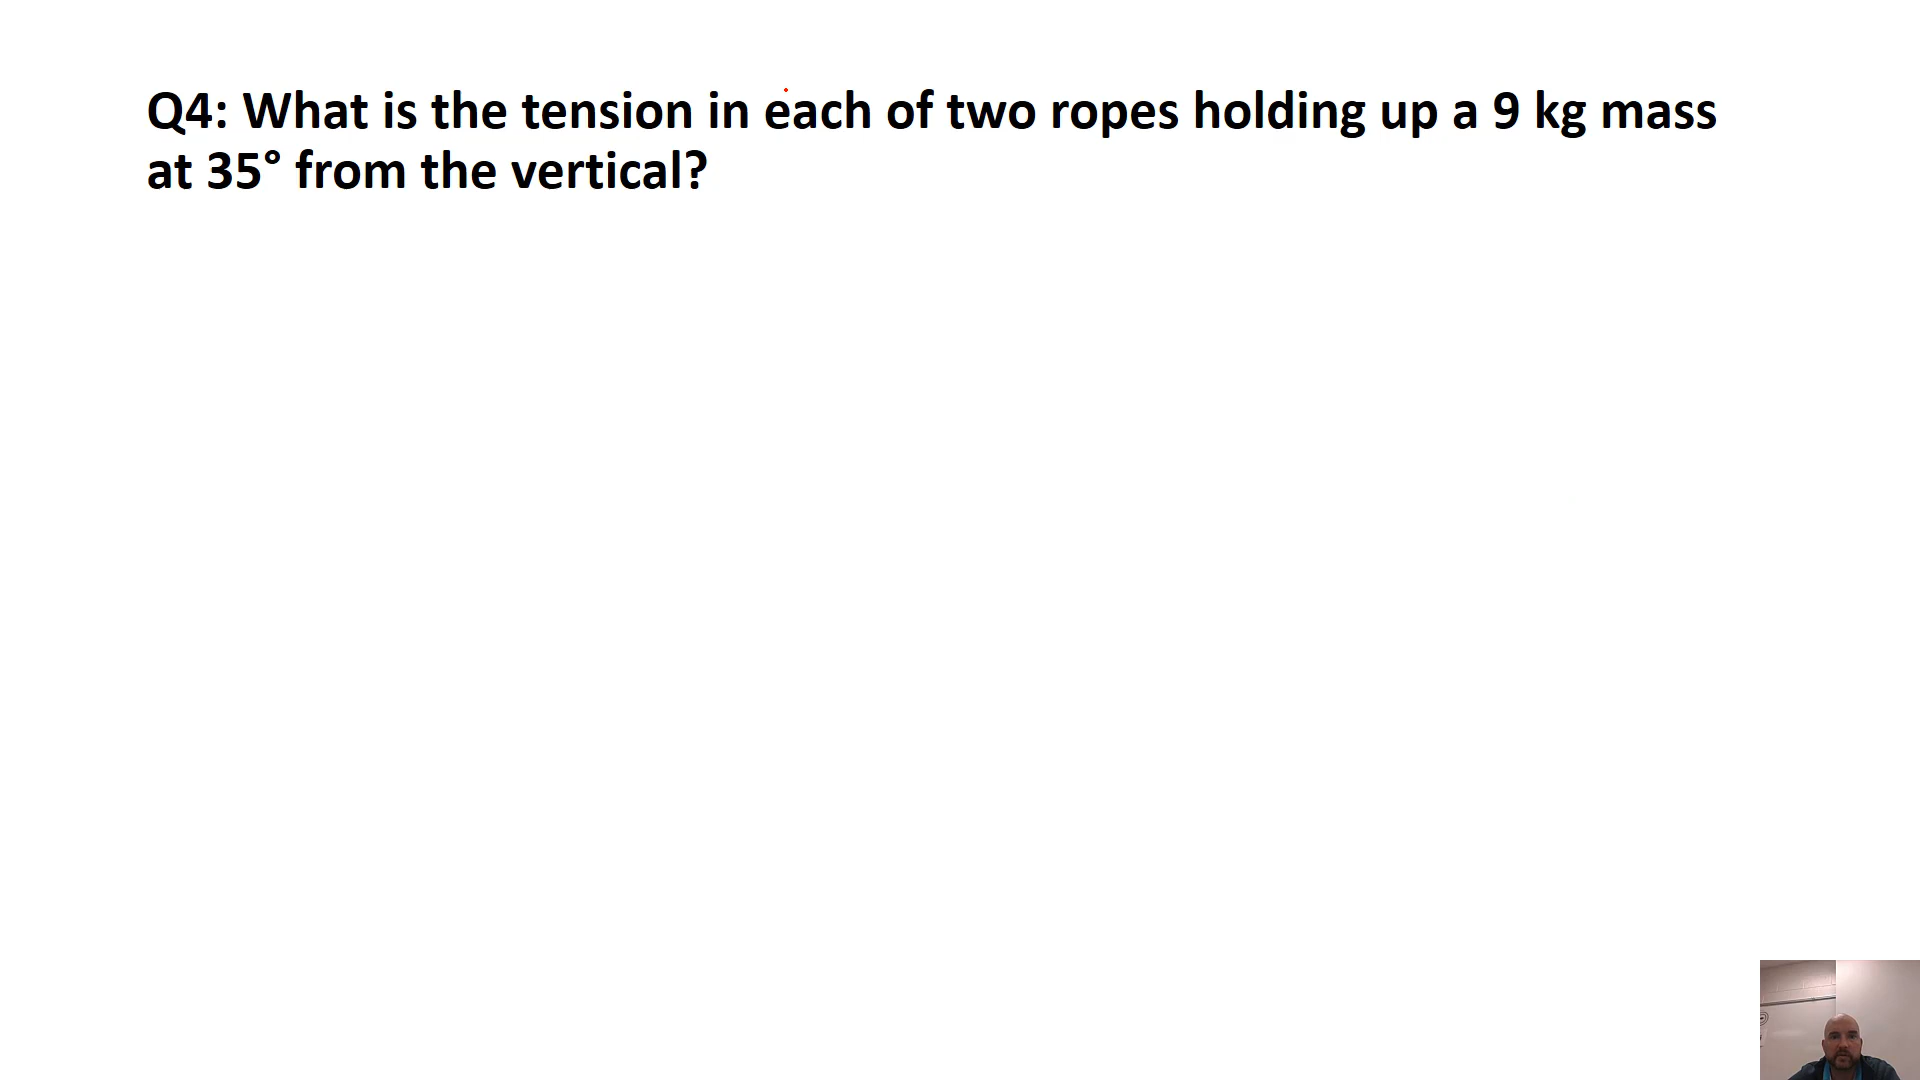 Q4: What is the tension in each of two ropes holding up a 9 kg mass
at 35° from the vertical?